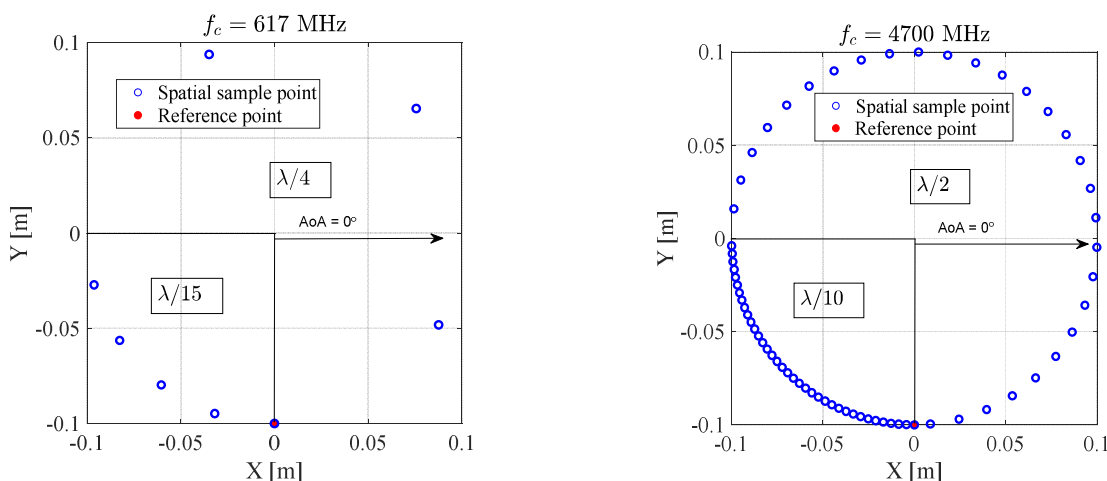 f_c = 617 MHz
0.1
0.05
0
-0.05
-0.1
Y [m]
Spatial sample point
Reference point
λ/4
AoA = 0°
λ/15
-0.1
-0.05
0
0.05
0.1
X [m]
f_c = 4700 MHz
0.1
0.05
0
-0.05
-0.1
Y [m]
Spatial sample point
Reference point
λ/2
AoA = 0°
λ/10
-0.1
-0.05
0
0.05
0.1
X [m]